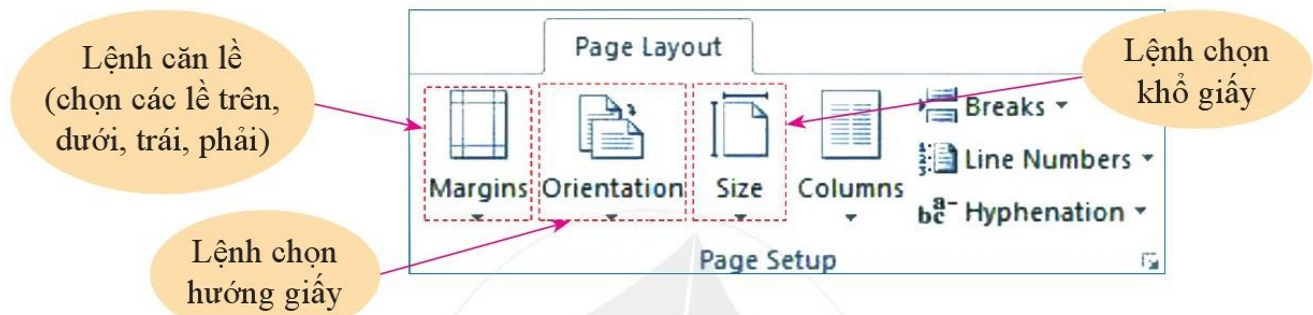 Lệnh căn lề
(chọn các lề trên,
dưới, trái, phải)
Page Layout
Lệnh chọn
khổ giấy
Margins
Orientation
Size
Columns
Breaks
Line Numbers
Hyphenation
Page Setup
Lệnh chọn
hướng giấy